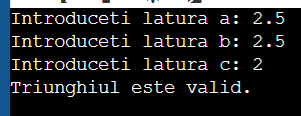 Introduceti latura a: 2.5
Introduceti latura b: 2.5
Introduceti latura c: 2
Triunghiul este valid.